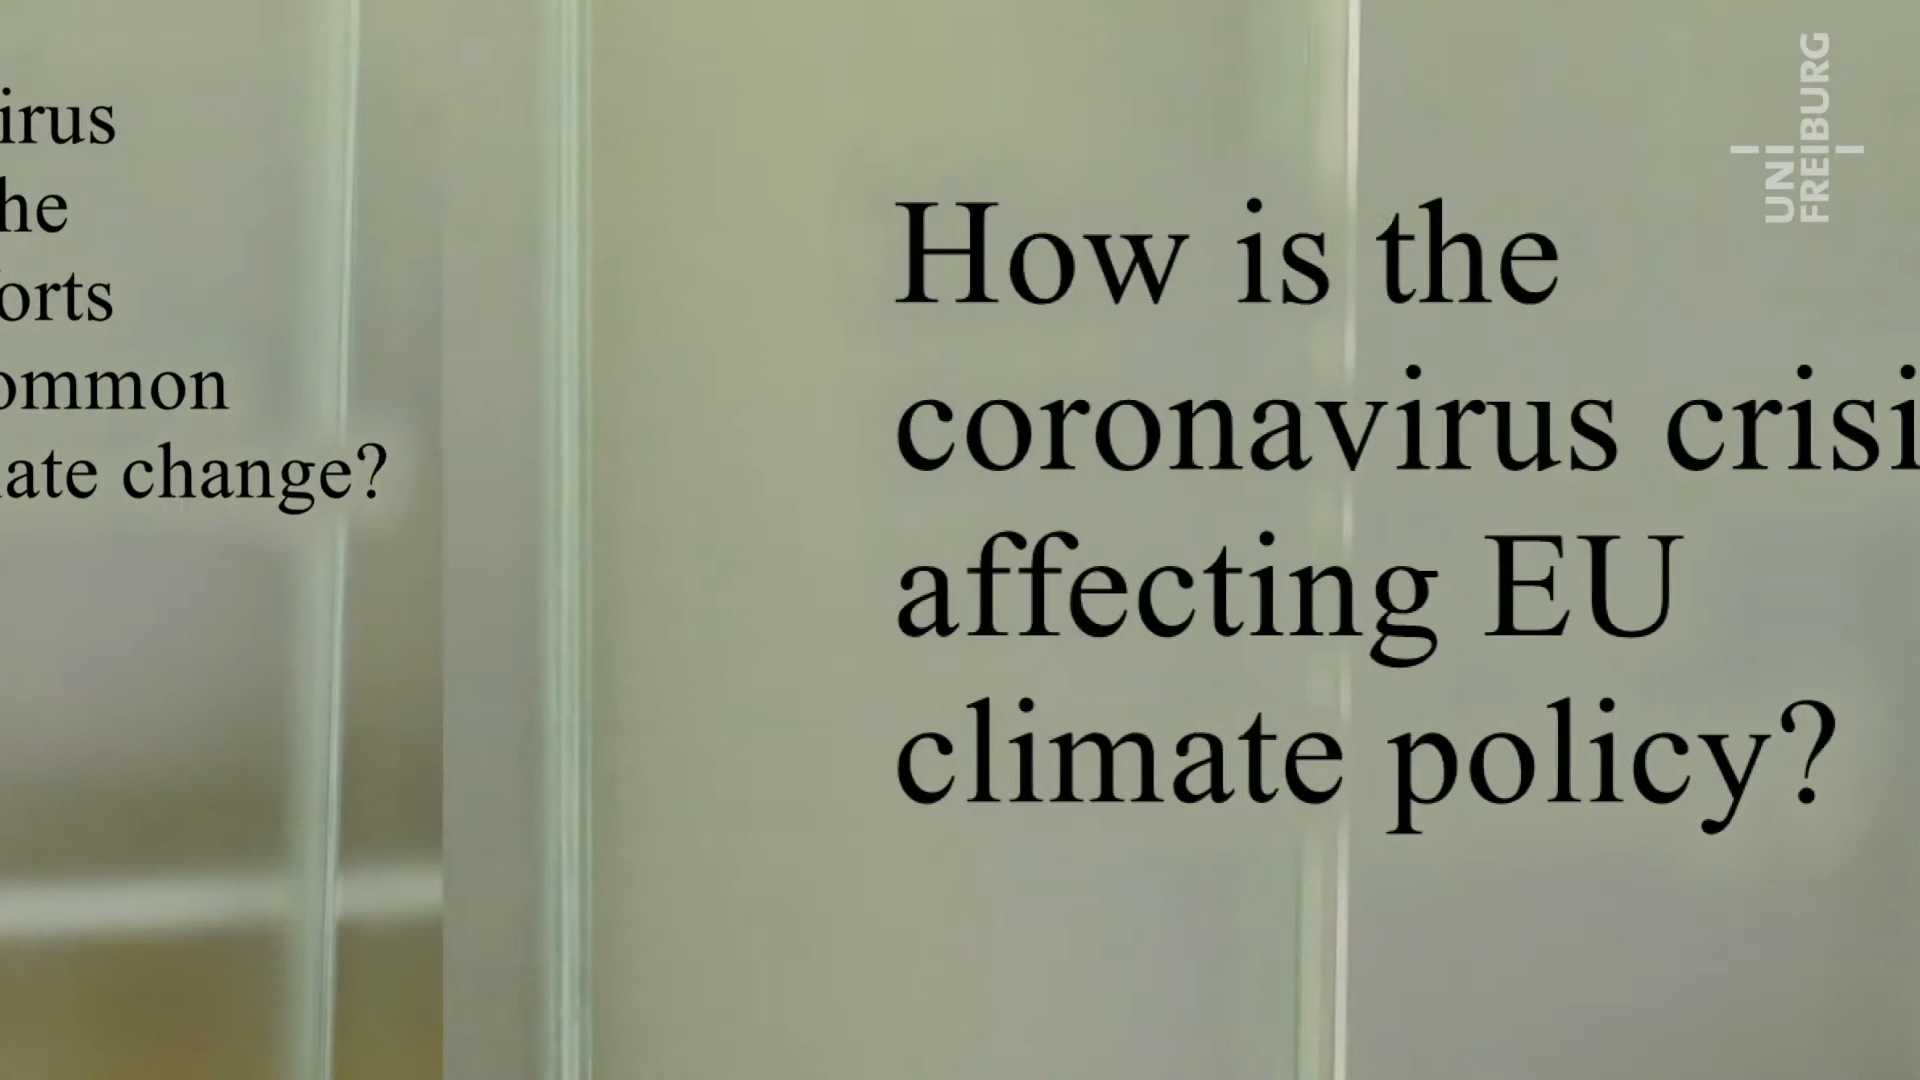 irus
he
orts
ommon
ate change?
How is the
coronavirus crisi
affecting EU
climate policy?
UNI
FREIBURG